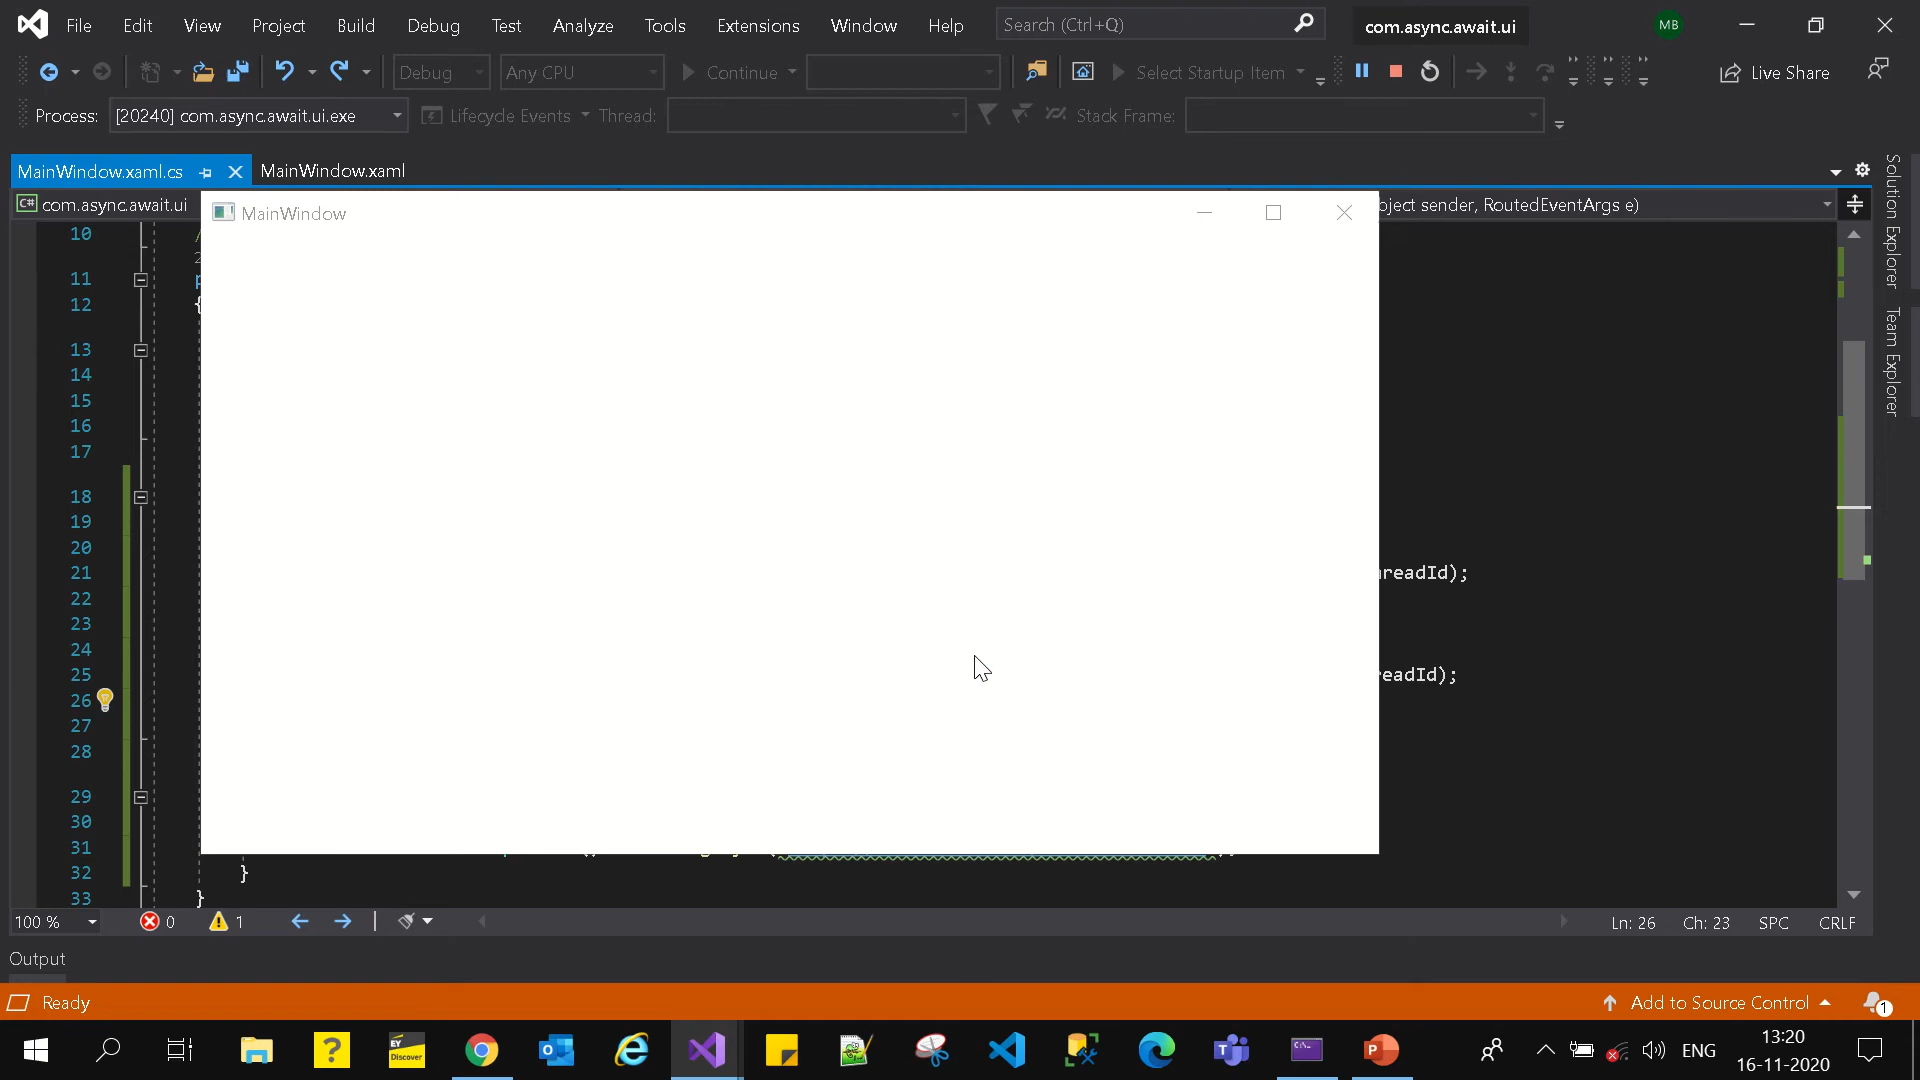 File Edit View Project Build Debug Test Analyze Tools Extensions Window Help Search (Ctrl+Q) com.async.await.ui MB
Debug Any CPU Continue Select Startup Item Live Share
Process: [20240] com.async.await.ui.exe Lifecycle Events Thread: Stack Frame:
MainWindow.xaml.cs MainWindow.xaml
C# com.async.await.ui MainWindow bject sender, RoutedEventArgs e)
Solution Explorer
Team Explorer
10
11
12 {
13
14
15
16
17
18
19
20
21 readId);
22
23
24
25 readId);
26
27
28
29
30
31
32 }
33 }
100 % 0 1 Ln: 26 Ch: 23 SPC CRLF
Output
Ready Add to Source Control 1
? EY Discover ENG 13:20
16-11-2020